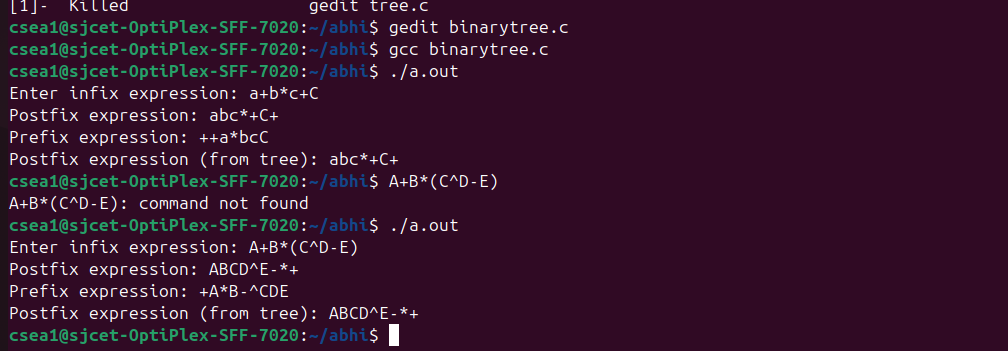 [1]-  Killed                  gedit tree.c
csea1@sjcet-OptiPlex-SFF-7020:~/abhi$ gedit binarytree.c
csea1@sjcet-OptiPlex-SFF-7020:~/abhi$ gcc binarytree.c
csea1@sjcet-OptiPlex-SFF-7020:~/abhi$ ./a.out
Enter infix expression: a+b*c+C
Postfix expression: abc*+C+
Prefix expression: ++a*bcC
Postfix expression (from tree): abc*+C+
csea1@sjcet-OptiPlex-SFF-7020:~/abhi$ A+B*(C^D-E)
A+B*(C^D-E): command not found
csea1@sjcet-OptiPlex-SFF-7020:~/abhi$ ./a.out
Enter infix expression: A+B*(C^D-E)
Postfix expression: ABCD^E-*+
Prefix expression: +A*B-^CDE
Postfix expression (from tree): ABCD^E-*+
csea1@sjcet-OptiPlex-SFF-7020:~/abhi$